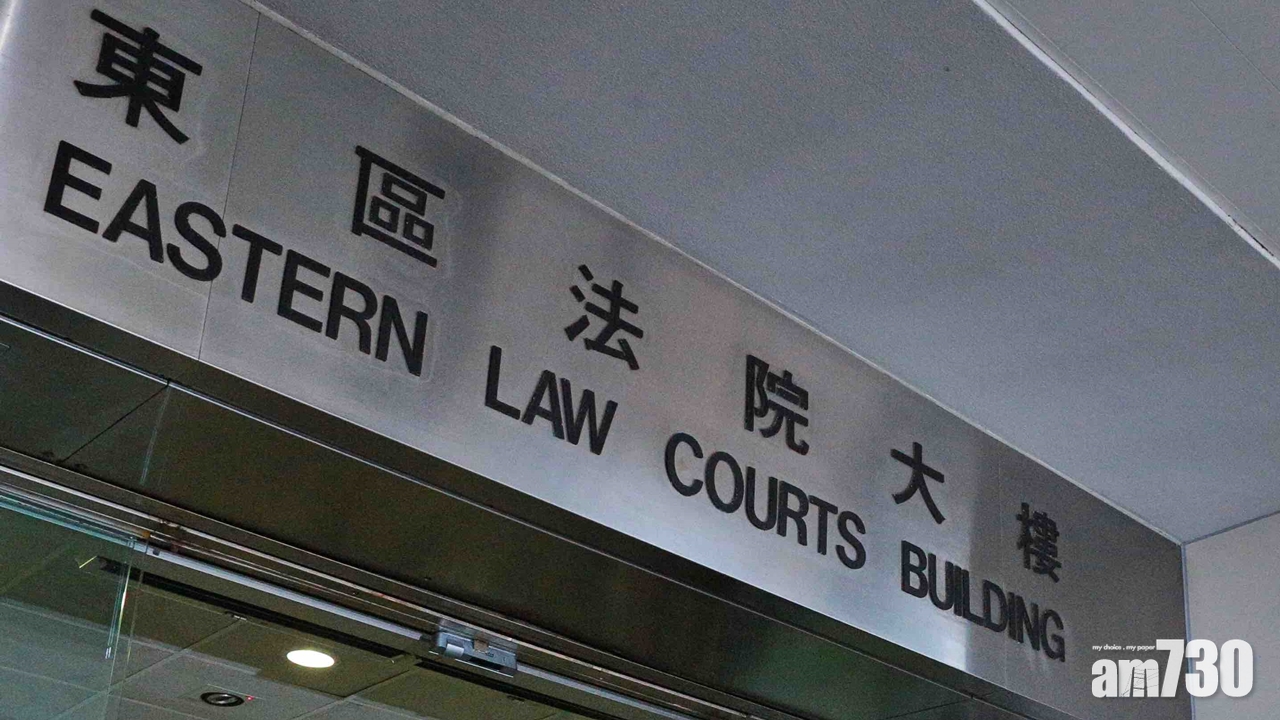 東區法院大樓
EASTERN LAW COURTS BUILDING
my choice . my paper
am730